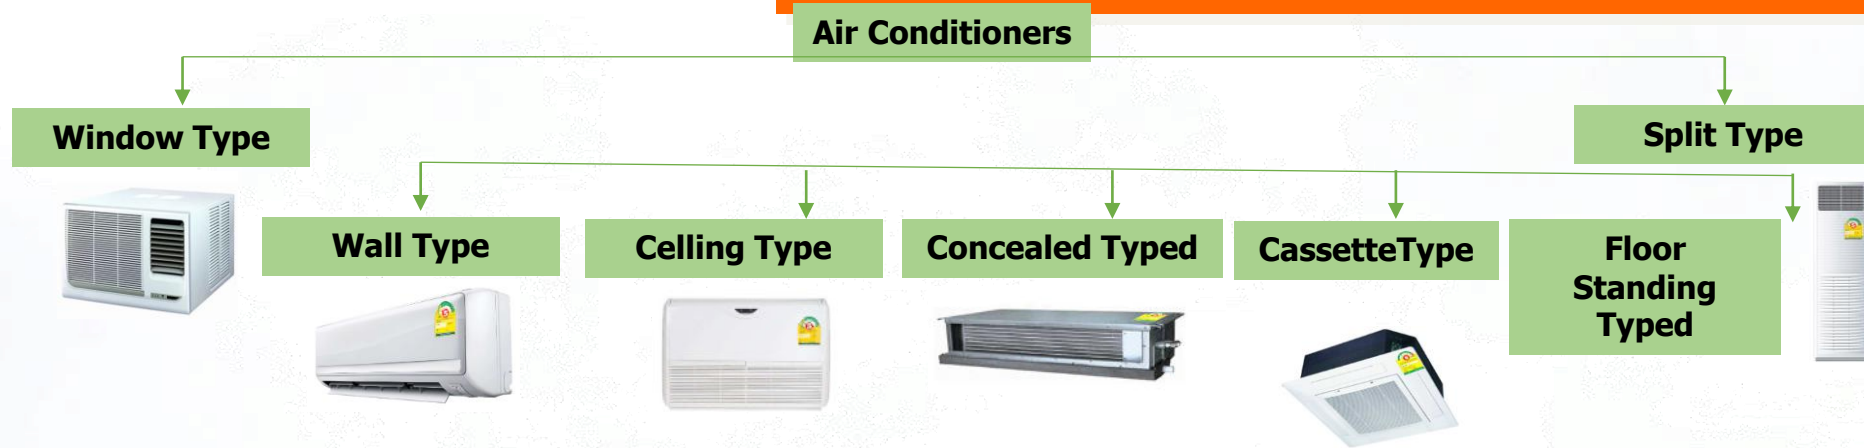 Air Conditioners
Window Type
Split Type
Wall Type
Celling Type
Concealed Typed
CassetteType
Floor
Standing
Typed